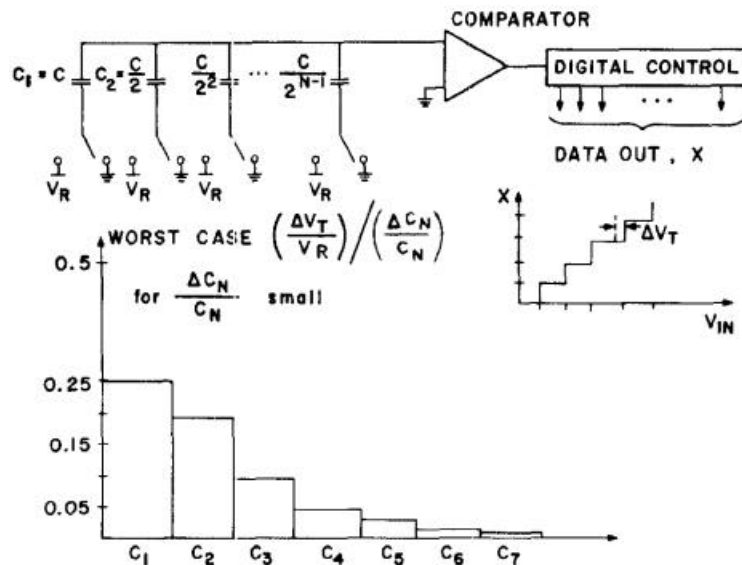 COMPARATOR
C₁ = C C₂ = C/2 C/2² ... C/2^(N-1)
DIGITAL CONTROL
...
DATA OUT, X
V_R V_R V_R V_R
WORST CASE (ΔV_T/V_R)/(ΔC_N/C_N)
for ΔC_N/C_N small
X
ΔV_T
V_IN
0.5
0.25
0.15
0.05
C₁ C₂ C₃ C₄ C₅ C₆ C₇